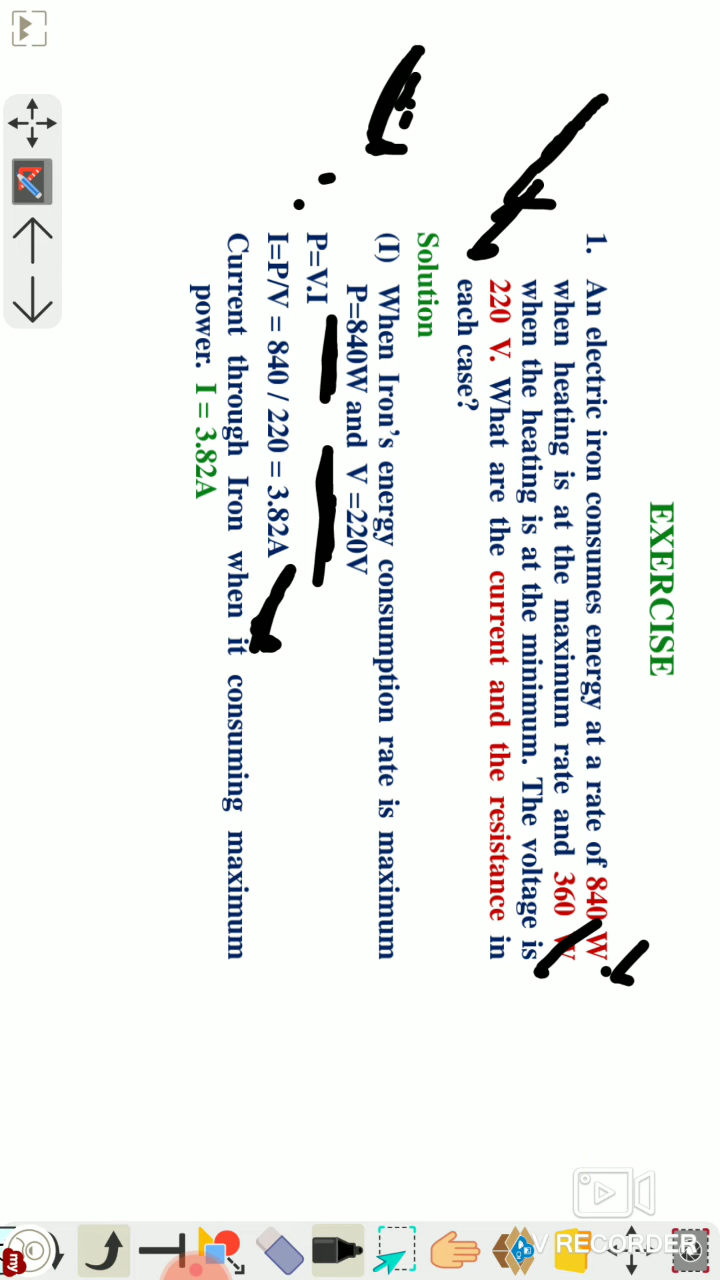 EXERCISE
1. An electric iron consumes energy at a rate of 840 W
when heating is at the maximum rate and 360 W
when the heating is at the minimum. The voltage is
220 V. What are the current and the resistance in
each case?
Solution
(I) When Iron's energy consumption rate is maximum
P=840W and V =220V
P=V.I
I=P/V = 840 / 220 = 3.82A
Current through Iron when it consuming maximum
power. I = 3.82A
V RECORDER
my